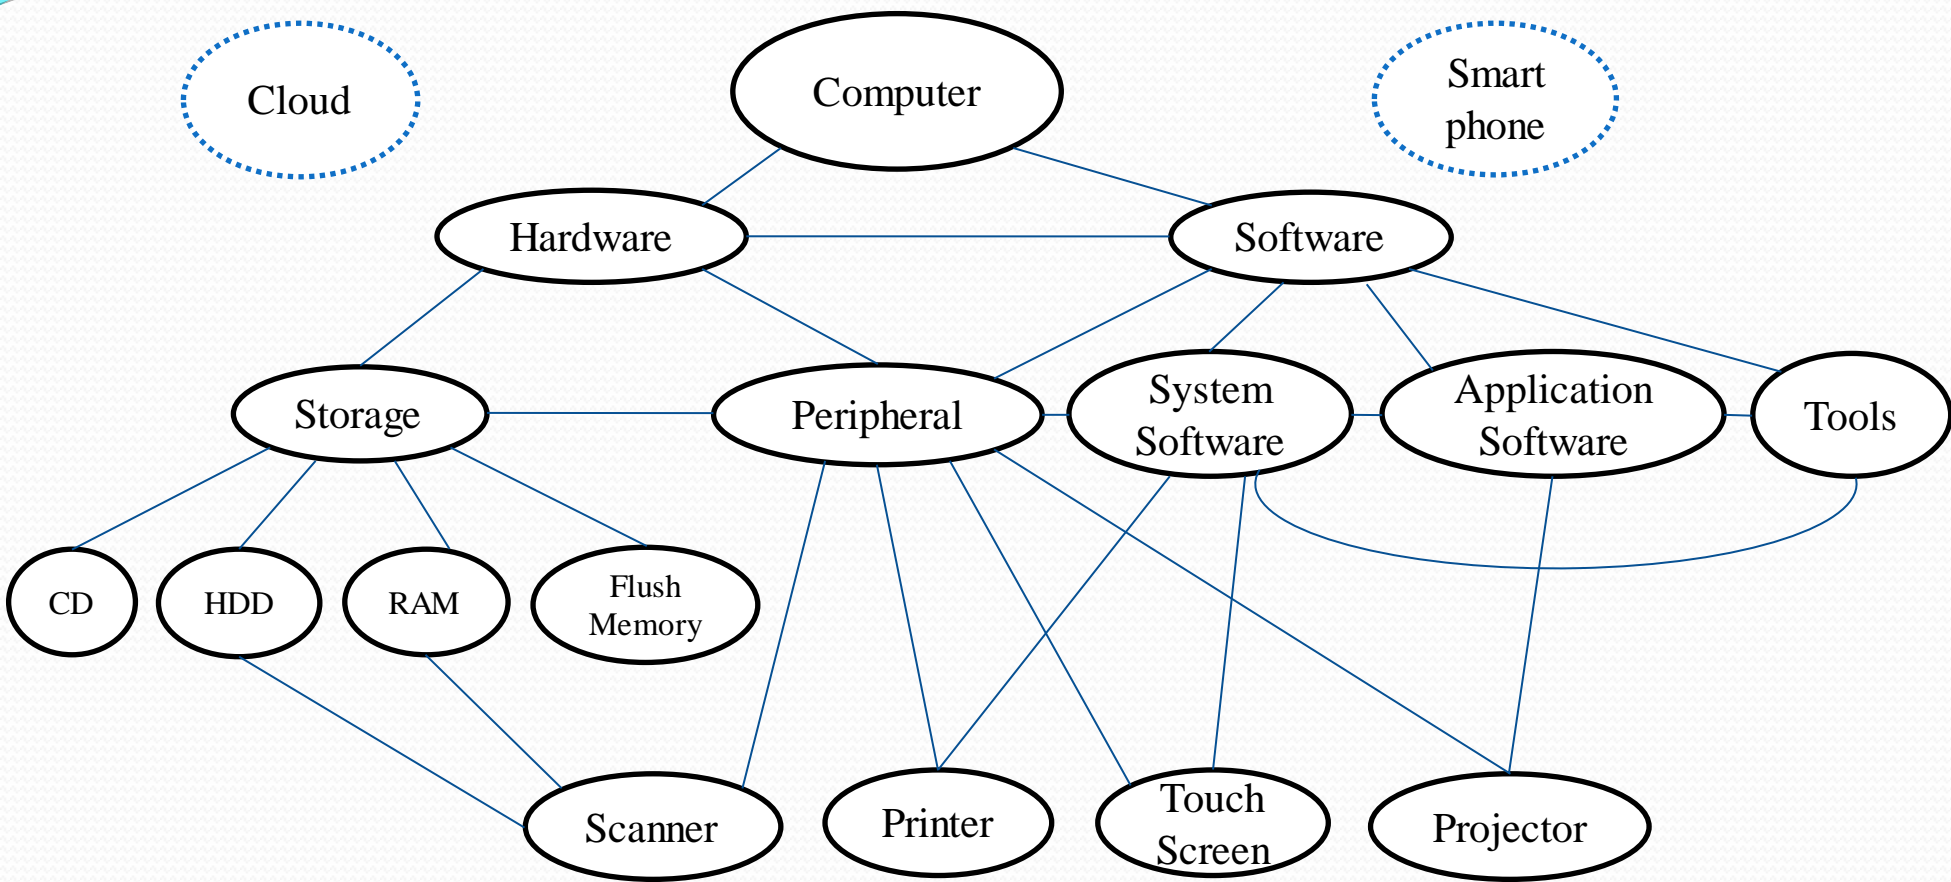 Cloud
Computer
Smart
phone
Hardware
Software
Storage
Peripheral
System
Software
Application
Software
Tools
CD
HDD
RAM
Flush
Memory
Scanner
Printer
Touch
Screen
Projector